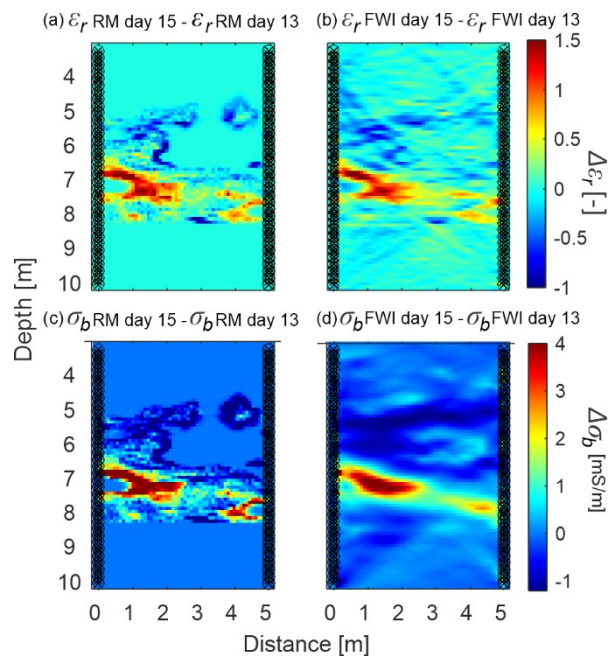 (a) εr RM day 15 - εr RM day 13
(b) εr FWI day 15 - εr FWI day 13
4
5
6
7
8
9
10
1.5
1
0.5
0
-0.5
-1
Δεr [-]
Depth [m]
(c) σb RM day 15 - σb RM day 13
(d) σb FWI day 15 - σb FWI day 13
4
5
6
7
8
9
10
4
3
2
1
0
-1
Δσb [mS/m]
0 1 2 3 4 5
0 1 2 3 4 5
Distance [m]